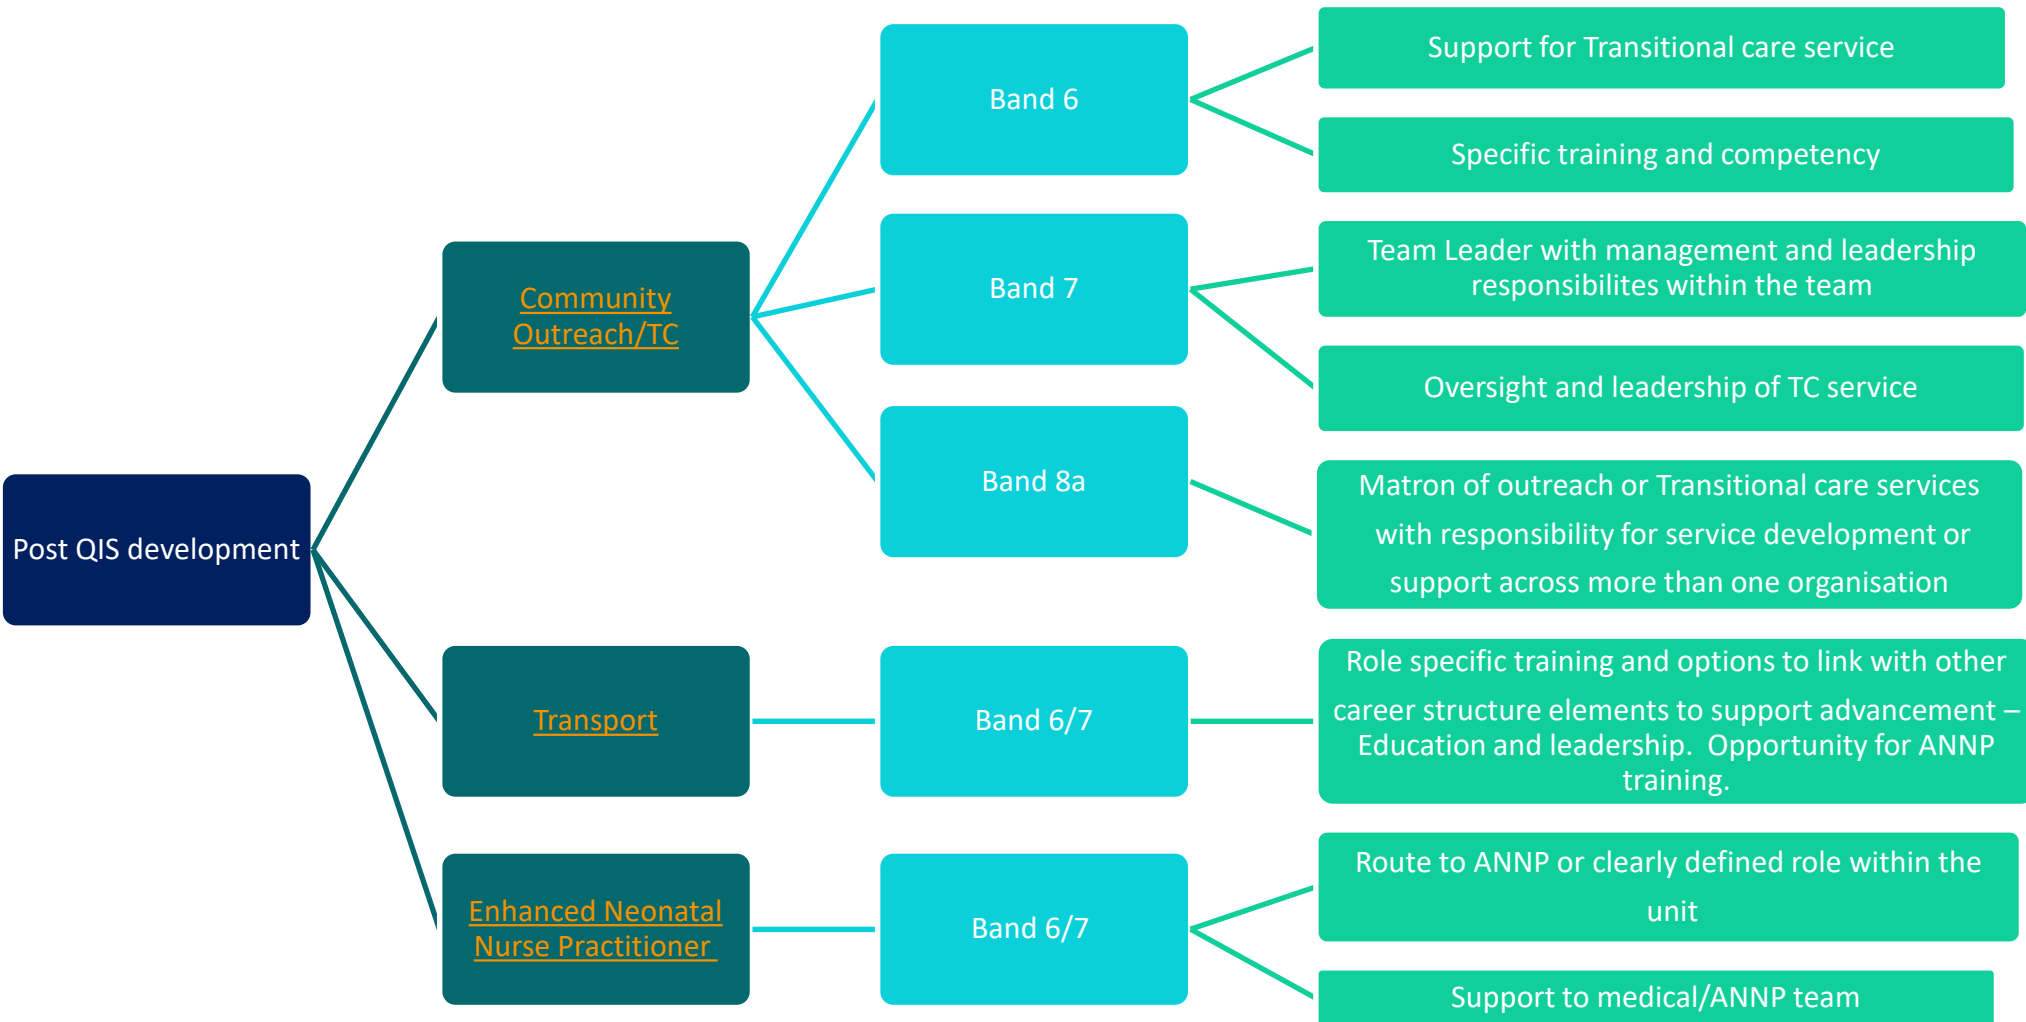 Post QIS development
Community
Outreach/TC
Band 6
Support for Transitional care service
Specific training and competency
Band 7
Team Leader with management and leadership
responsibilites within the team
Oversight and leadership of TC service
Band 8a
Matron of outreach or Transitional care services
with responsibility for service development or
support across more than one organisation
Transport
Band 6/7
Role specific training and options to link with other
career structure elements to support advancement –
Education and leadership.  Opportunity for ANNP
training.
Enhanced Neonatal
Nurse Practitioner
Band 6/7
Route to ANNP or clearly defined role within the
unit
Support to medical/ANNP team